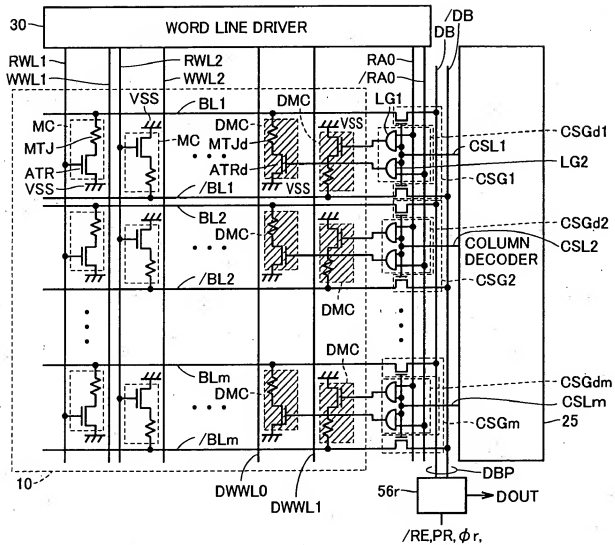 30
WORD LINE DRIVER
/DB
DB
RWL1
WWL1
RWL2
WWL2
RA0
/RA0
VSS
BL1
DMC
LG1
MC
MTJ
ATR
VSS
MC
DMC
MTJd
ATRd
VSS
VSS
CSGd1
CSL1
LG2
CSG1
/BL1
BL2
DMC
CSGd2
CSL2
COLUMN
DECODER
/BL2
DMC
CSG2
BLm
DMC
DMC
CSGdm
CSLm
CSGm
25
/BLm
10
DWWL0
DWWL1
DBP
56r
DOUT
/RE,PR,φr,